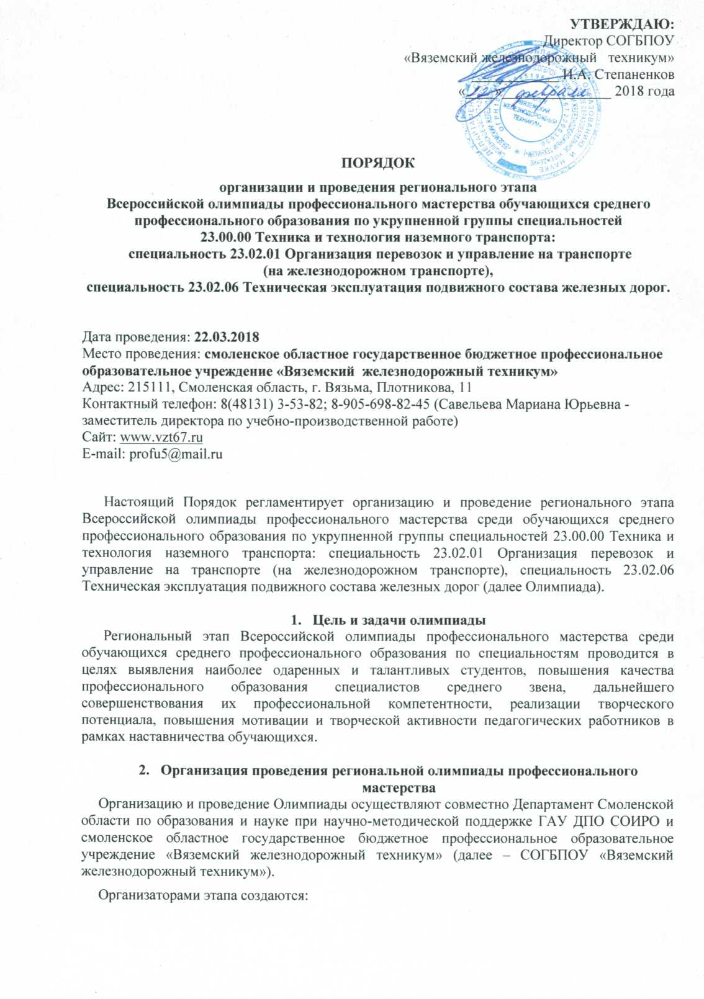 УТВЕРЖДАЮ:
Директор СОГБПОУ
«Вяземский железнодорожный техникум»
И.А. Степаненков
«12» февраля 2018 года
ПОРЯДОК
организации и проведения регионального этапа
Всероссийской олимпиады профессионального мастерства обучающихся среднего
профессионального образования по укрупненной группы специальностей
23.00.00 Техника и технология наземного транспорта:
специальность 23.02.01 Организация перевозок и управление на транспорте
(на железнодорожном транспорте),
специальность 23.02.06 Техническая эксплуатация подвижного состава железных дорог.
Дата проведения: 22.03.2018
Место проведения: смоленское областное государственное бюджетное профессиональное
образовательное учреждение «Вяземский железнодорожный техникум»
Адрес: 215111, Смоленская область, г. Вязьма, Плотникова, 11
Контактный телефон: 8(48131) 3-53-82; 8-905-698-82-45 (Савельева Мариана Юрьевна -
заместитель директора по учебно-производственной работе)
Сайт: www.vzt67.ru
E-mail: profu5@mail.ru
Настоящий Порядок регламентирует организацию и проведение регионального этапа
Всероссийской олимпиады профессионального мастерства среди обучающихся среднего
профессионального образования по укрупненной группы специальностей 23.00.00 Техника и
технология наземного транспорта: специальность 23.02.01 Организация перевозок и
управление на транспорте (на железнодорожном транспорте), специальность 23.02.06
Техническая эксплуатация подвижного состава железных дорог (далее Олимпиада).
1. Цель и задачи олимпиады
Региональный этап Всероссийской олимпиады профессионального мастерства среди
обучающихся среднего профессионального образования по специальностям проводится в
целях выявления наиболее одаренных и талантливых студентов, повышения качества
профессионального образования специалистов среднего звена, дальнейшего
совершенствования их профессиональной компетентности, реализации творческого
потенциала, повышения мотивации и творческой активности педагогических работников в
рамках наставничества обучающихся.
2. Организация проведения региональной олимпиады профессионального
мастерства
Организацию и проведение Олимпиады осуществляют совместно Департамент Смоленской
области по образования и науке при научно-методической поддержке ГАУ ДПО СОИРО и
смоленское областное государственное бюджетное профессиональное образовательное
учреждение «Вяземский железнодорожный техникум» (далее – СОГБПОУ «Вяземский
железнодорожный техникум»).
Организаторами этапа создаются: